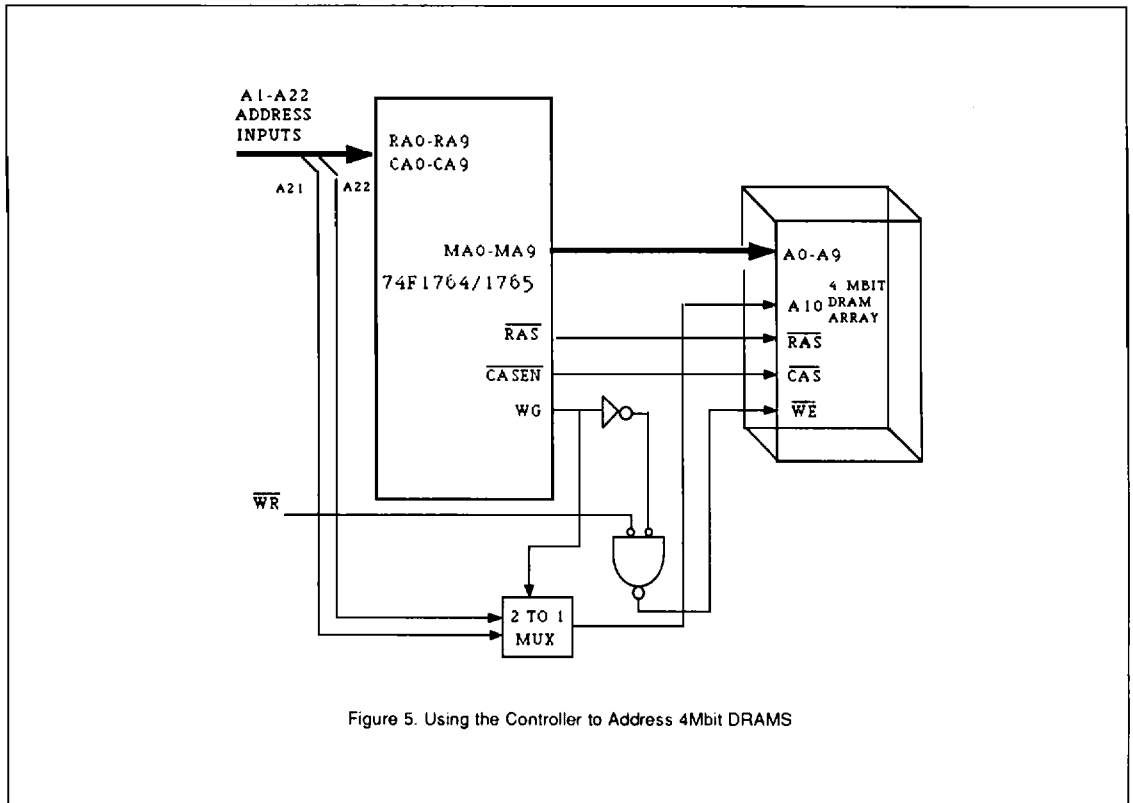 A1-A22
ADDRESS
INPUTS
A21
A22
RA0-RA9
CA0-CA9
MA0-MA9
74F1764/1765
RAS
CASEN
WG
A0-A9
A10
4 MBIT
DRAM
ARRAY
RAS
CAS
WE
WR
2 TO 1
MUX
Figure 5. Using the Controller to Address 4Mbit DRAMS